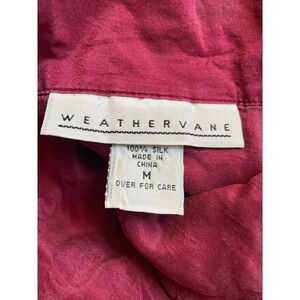 WEATHERVANE
100% SILK
MADE IN
CHINA
M
OVER FOR CARE